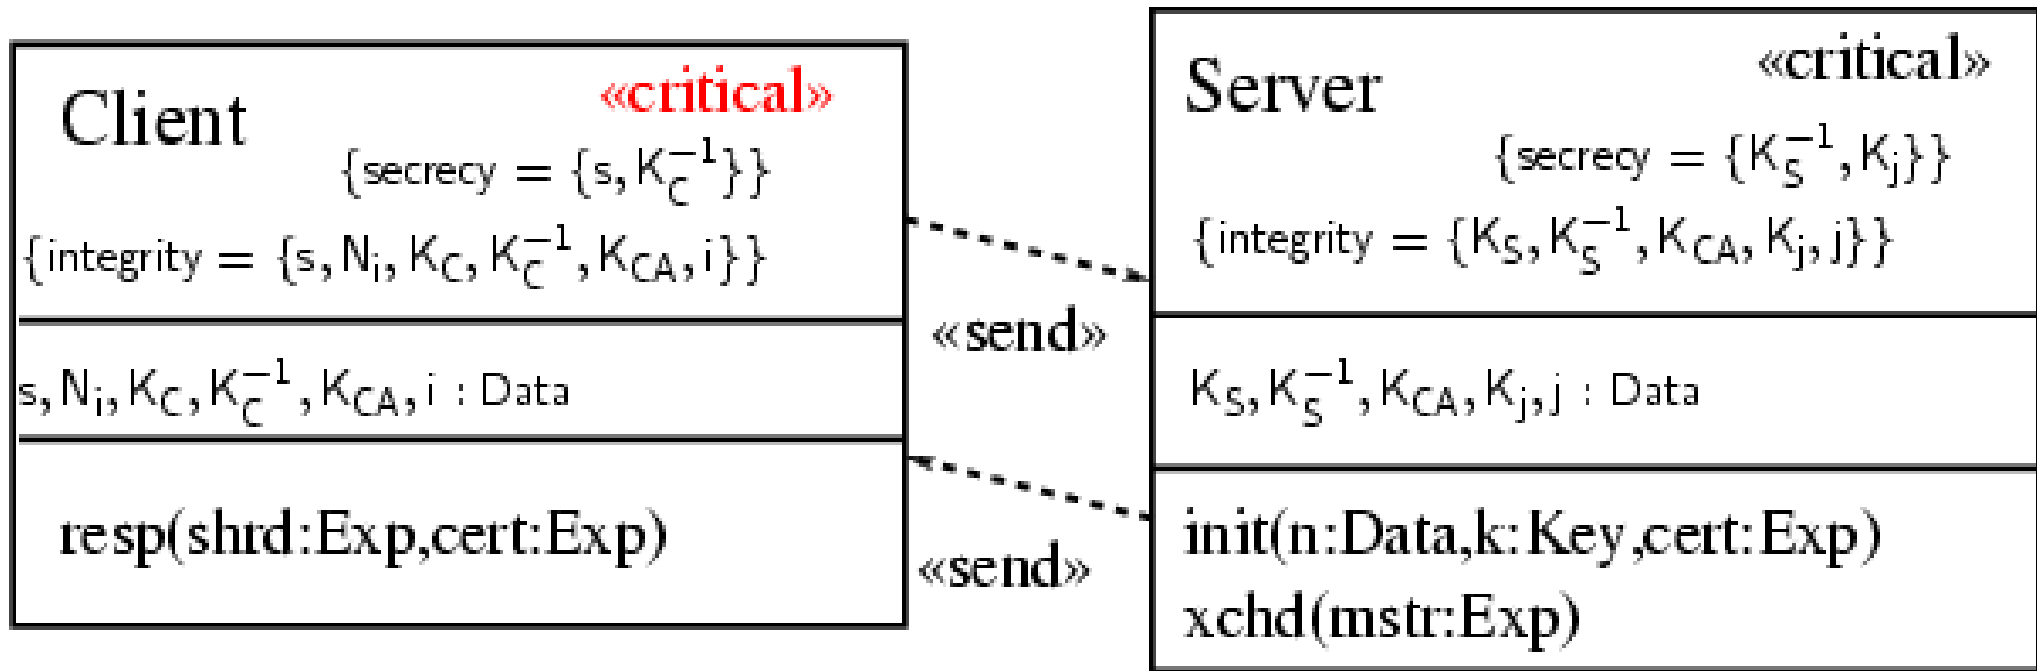 Client
«critical»
{secrecy = {s, K_C^{-1}}}
{integrity = {s, N_i, K_C, K_C^{-1}, K_CA, i}}
s, N_i, K_C, K_C^{-1}, K_CA, i : Data
resp(shrd:Exp,cert:Exp)
«send»
«send»
Server
«critical»
{secrecy = {K_S^{-1}, K_j}}
{integrity = {K_S, K_S^{-1}, K_CA, K_j, j}}
K_S, K_S^{-1}, K_CA, K_j, j : Data
init(n:Data,k:Key,cert:Exp)
xchd(mstr:Exp)